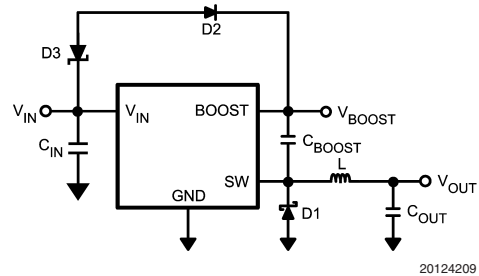 D2
D3
V_IN
V_IN
BOOST
V_BOOST
C_IN
C_BOOST
L
SW
V_OUT
GND
D1
C_OUT
20124209